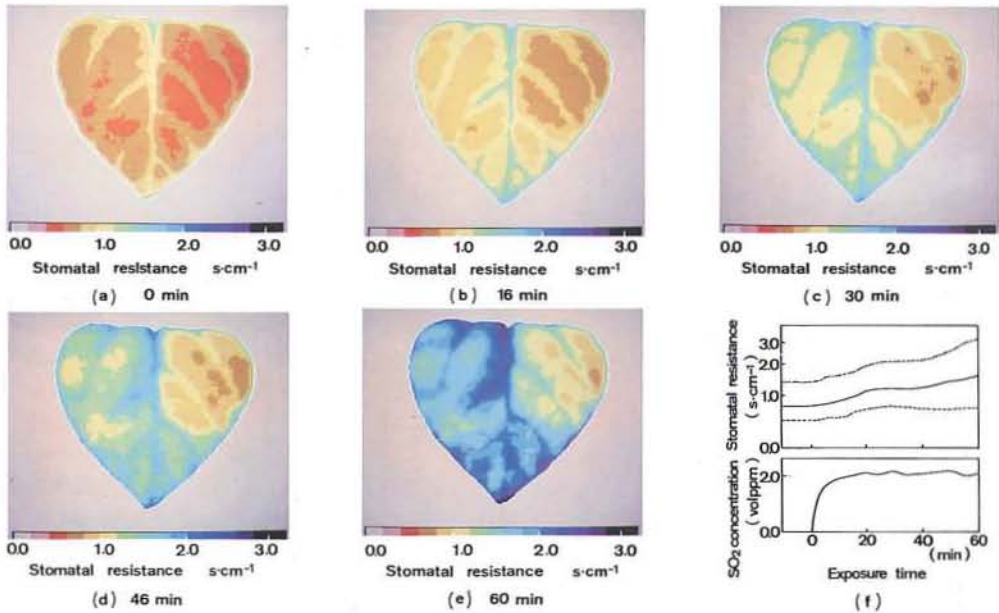 0.0 1.0 2.0 3.0
Stomatal resistance s·cm⁻¹
(a) 0 min
0.0 1.0 2.0 3.0
Stomatal resistance s·cm⁻¹
(b) 16 min
0.0 1.0 2.0 3.0
Stomatal resistance s·cm⁻¹
(c) 30 min
0.0 1.0 2.0 3.0
Stomatal resistance s·cm⁻¹
(d) 46 min
0.0 1.0 2.0 3.0
Stomatal resistance s·cm⁻¹
(e) 60 min
Stomatal resistance
(s·cm⁻¹)
3.0
2.0
1.0
0.0
SO₂ concentration
(volppm)
2.0
0.0
0 20 40 60
(min)
Exposure time
(f)